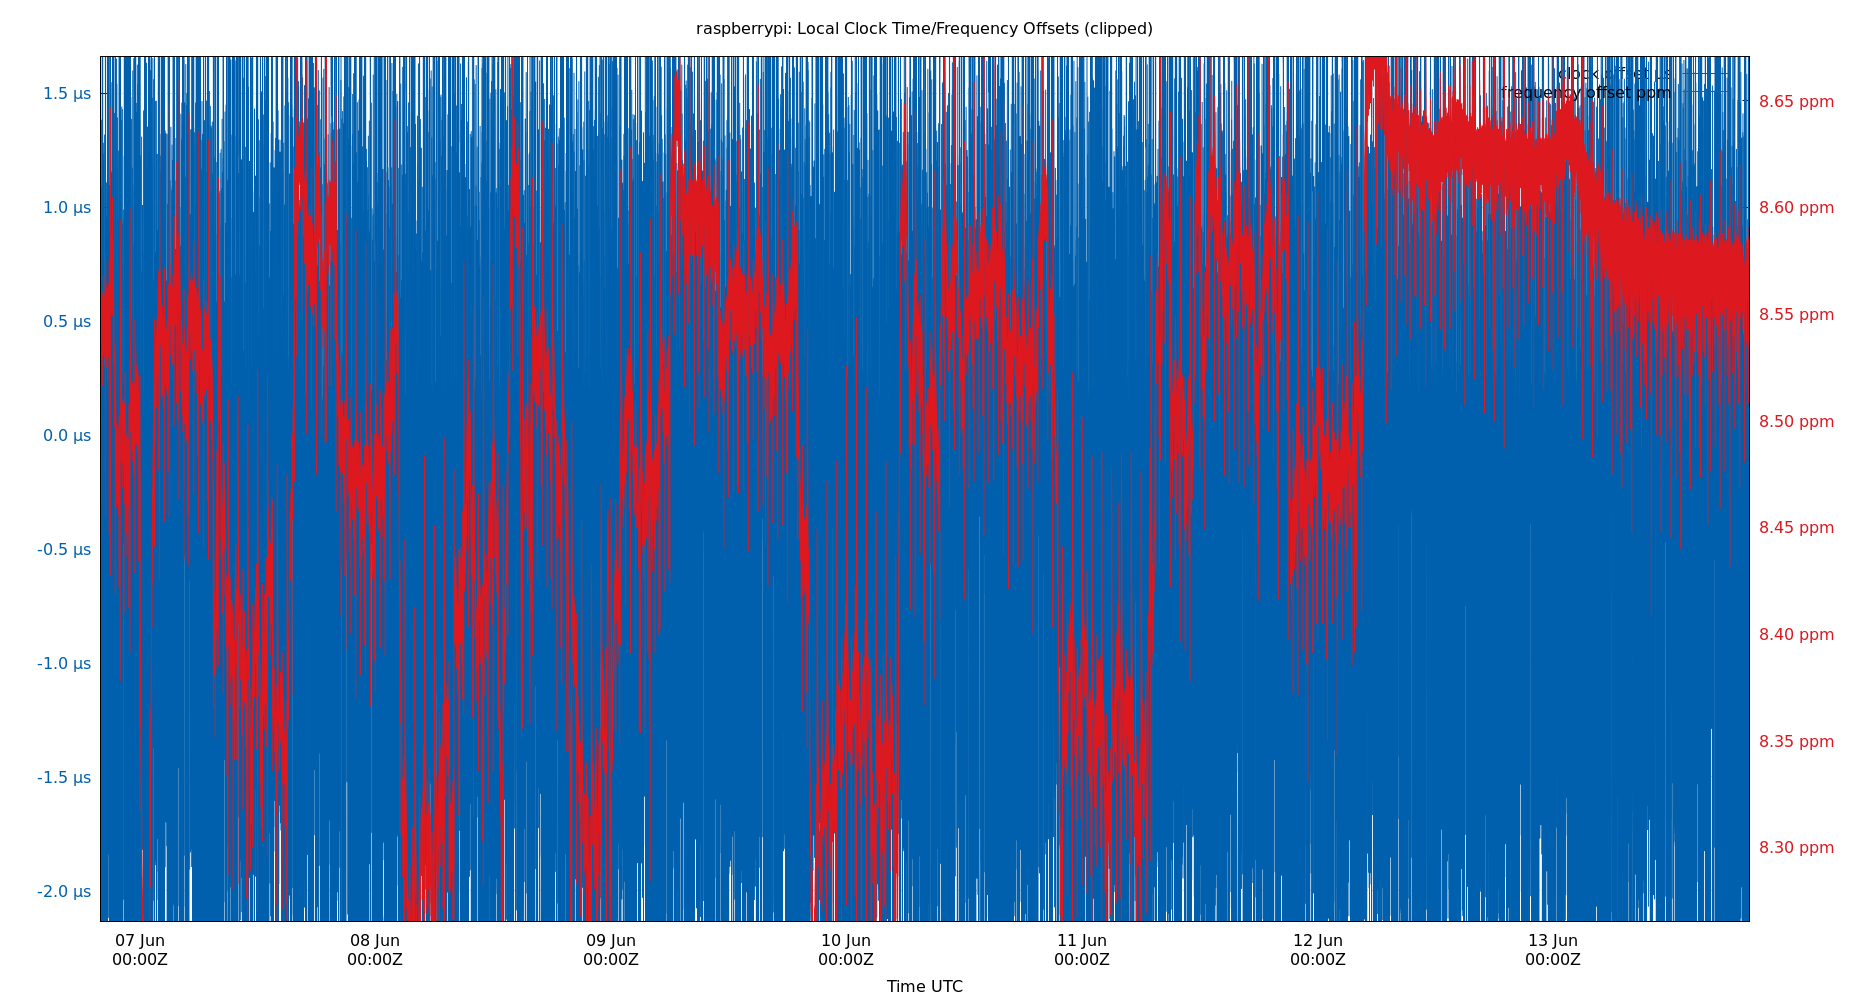 raspberrypi: Local Clock Time/Frequency Offsets (clipped)
clock offset µs
frequency offset ppm
1.5 µs
1.0 µs
0.5 µs
0.0 µs
-0.5 µs
-1.0 µs
-1.5 µs
-2.0 µs
8.65 ppm
8.60 ppm
8.55 ppm
8.50 ppm
8.45 ppm
8.40 ppm
8.35 ppm
8.30 ppm
07 Jun 08 Jun 09 Jun 10 Jun 11 Jun 12 Jun 13 Jun
00:00Z 00:00Z 00:00Z 00:00Z 00:00Z 00:00Z 00:00Z
Time UTC